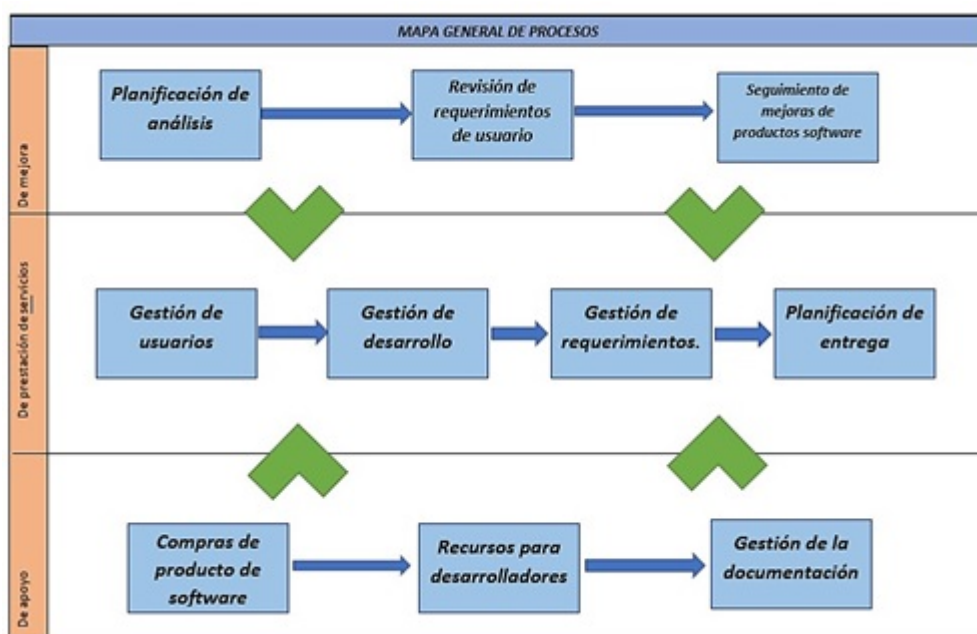 MAPA GENERAL DE PROCESOS
De mejora
Planificación de
análisis
Revisión de
requerimientos
de usuario
Seguimiento de
mejoras de
productos software
De prestación de servicios
Gestión de
usuarios
Gestión de
desarrollo
Gestión de
requerimientos.
Planificación de
entrega
De apoyo
Compras de
producto de
software
Recursos para
desarrolladores
Gestión de la
documentación